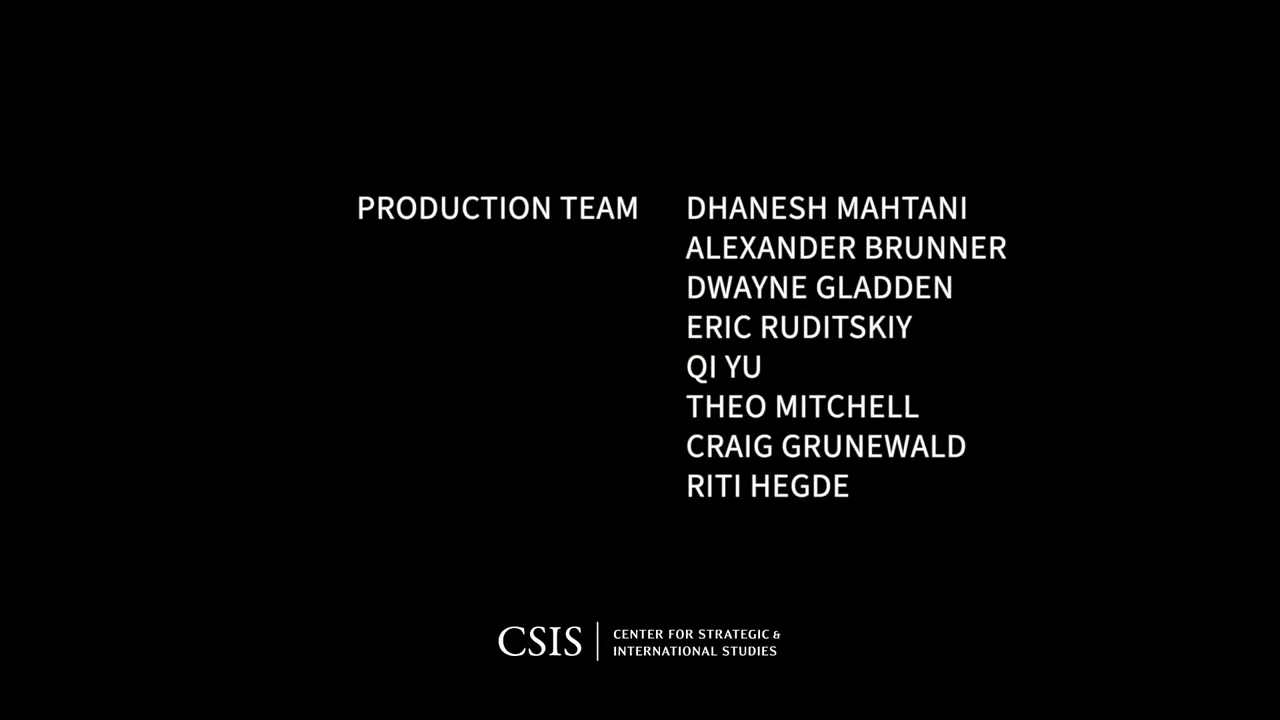 PRODUCTION TEAM DHANESH MAHTANI
ALEXANDER BRUNNER
DWAYNE GLADDEN
ERIC RUDITSKIY
QI YU
THEO MITCHELL
CRAIG GRUNEWALD
RITI HEGDE
CSIS CENTER FOR STRATEGIC &
INTERNATIONAL STUDIES